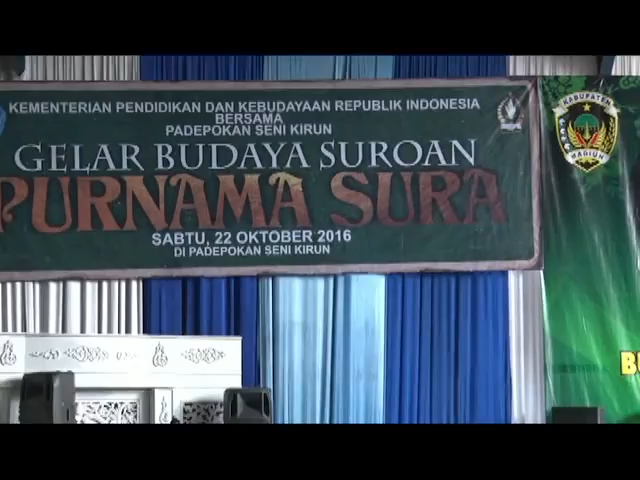 KEMENTERIAN PENDIDIKAN DAN KEBUDAYAAN REPUBLIK INDONESIA
BERSAMA
PADEPOKAN SENI KIRUN
GELAR BUDAYA SUROAN
PURNAMA SURA
SABTU, 22 OKTOBER 2016
DI PADEPOKAN SENI KIRUN
KABUPATEN
MADIUN